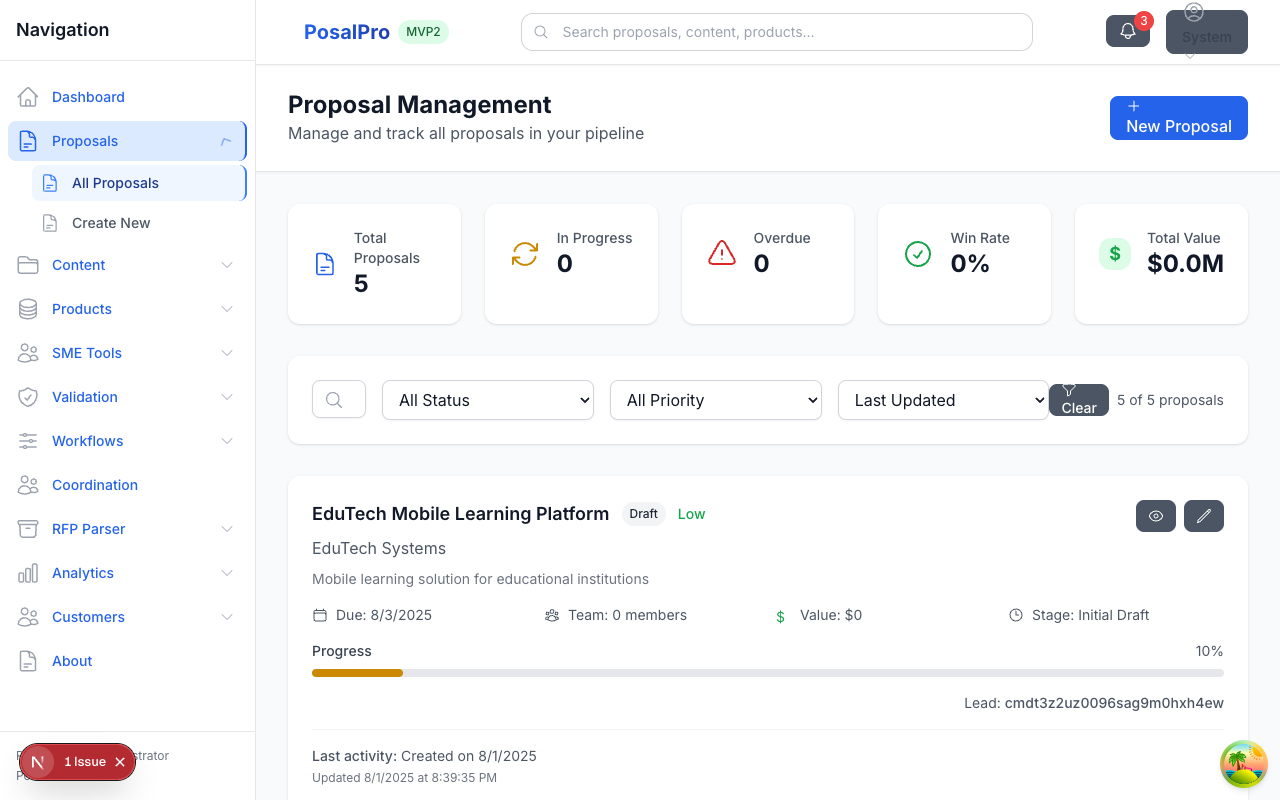 Navigation
PosalPro
MVP2
Search proposals, content, products...
3
System
Dashboard
Proposals
All Proposals
Create New
Content
Products
SME Tools
Validation
Workflows
Coordination
RFP Parser
Analytics
Customers
About
Proposal Management
Manage and track all proposals in your pipeline
New Proposal
Total
Proposals
5
In Progress
0
Overdue
0
Win Rate
0%
$
Total Value
$0.0M
All Status
All Priority
Last Updated
Clear
5 of 5 proposals
EduTech Mobile Learning Platform
Draft
Low
EduTech Systems
Mobile learning solution for educational institutions
Due: 8/3/2025
Team: 0 members
$ Value: $0
Stage: Initial Draft
Progress
10%
Lead: cmdt3z2uz0096sag9m0hxh4ew
Last activity: Created on 8/1/2025
Updated 8/1/2025 at 8:39:35 PM
N
1 Issue